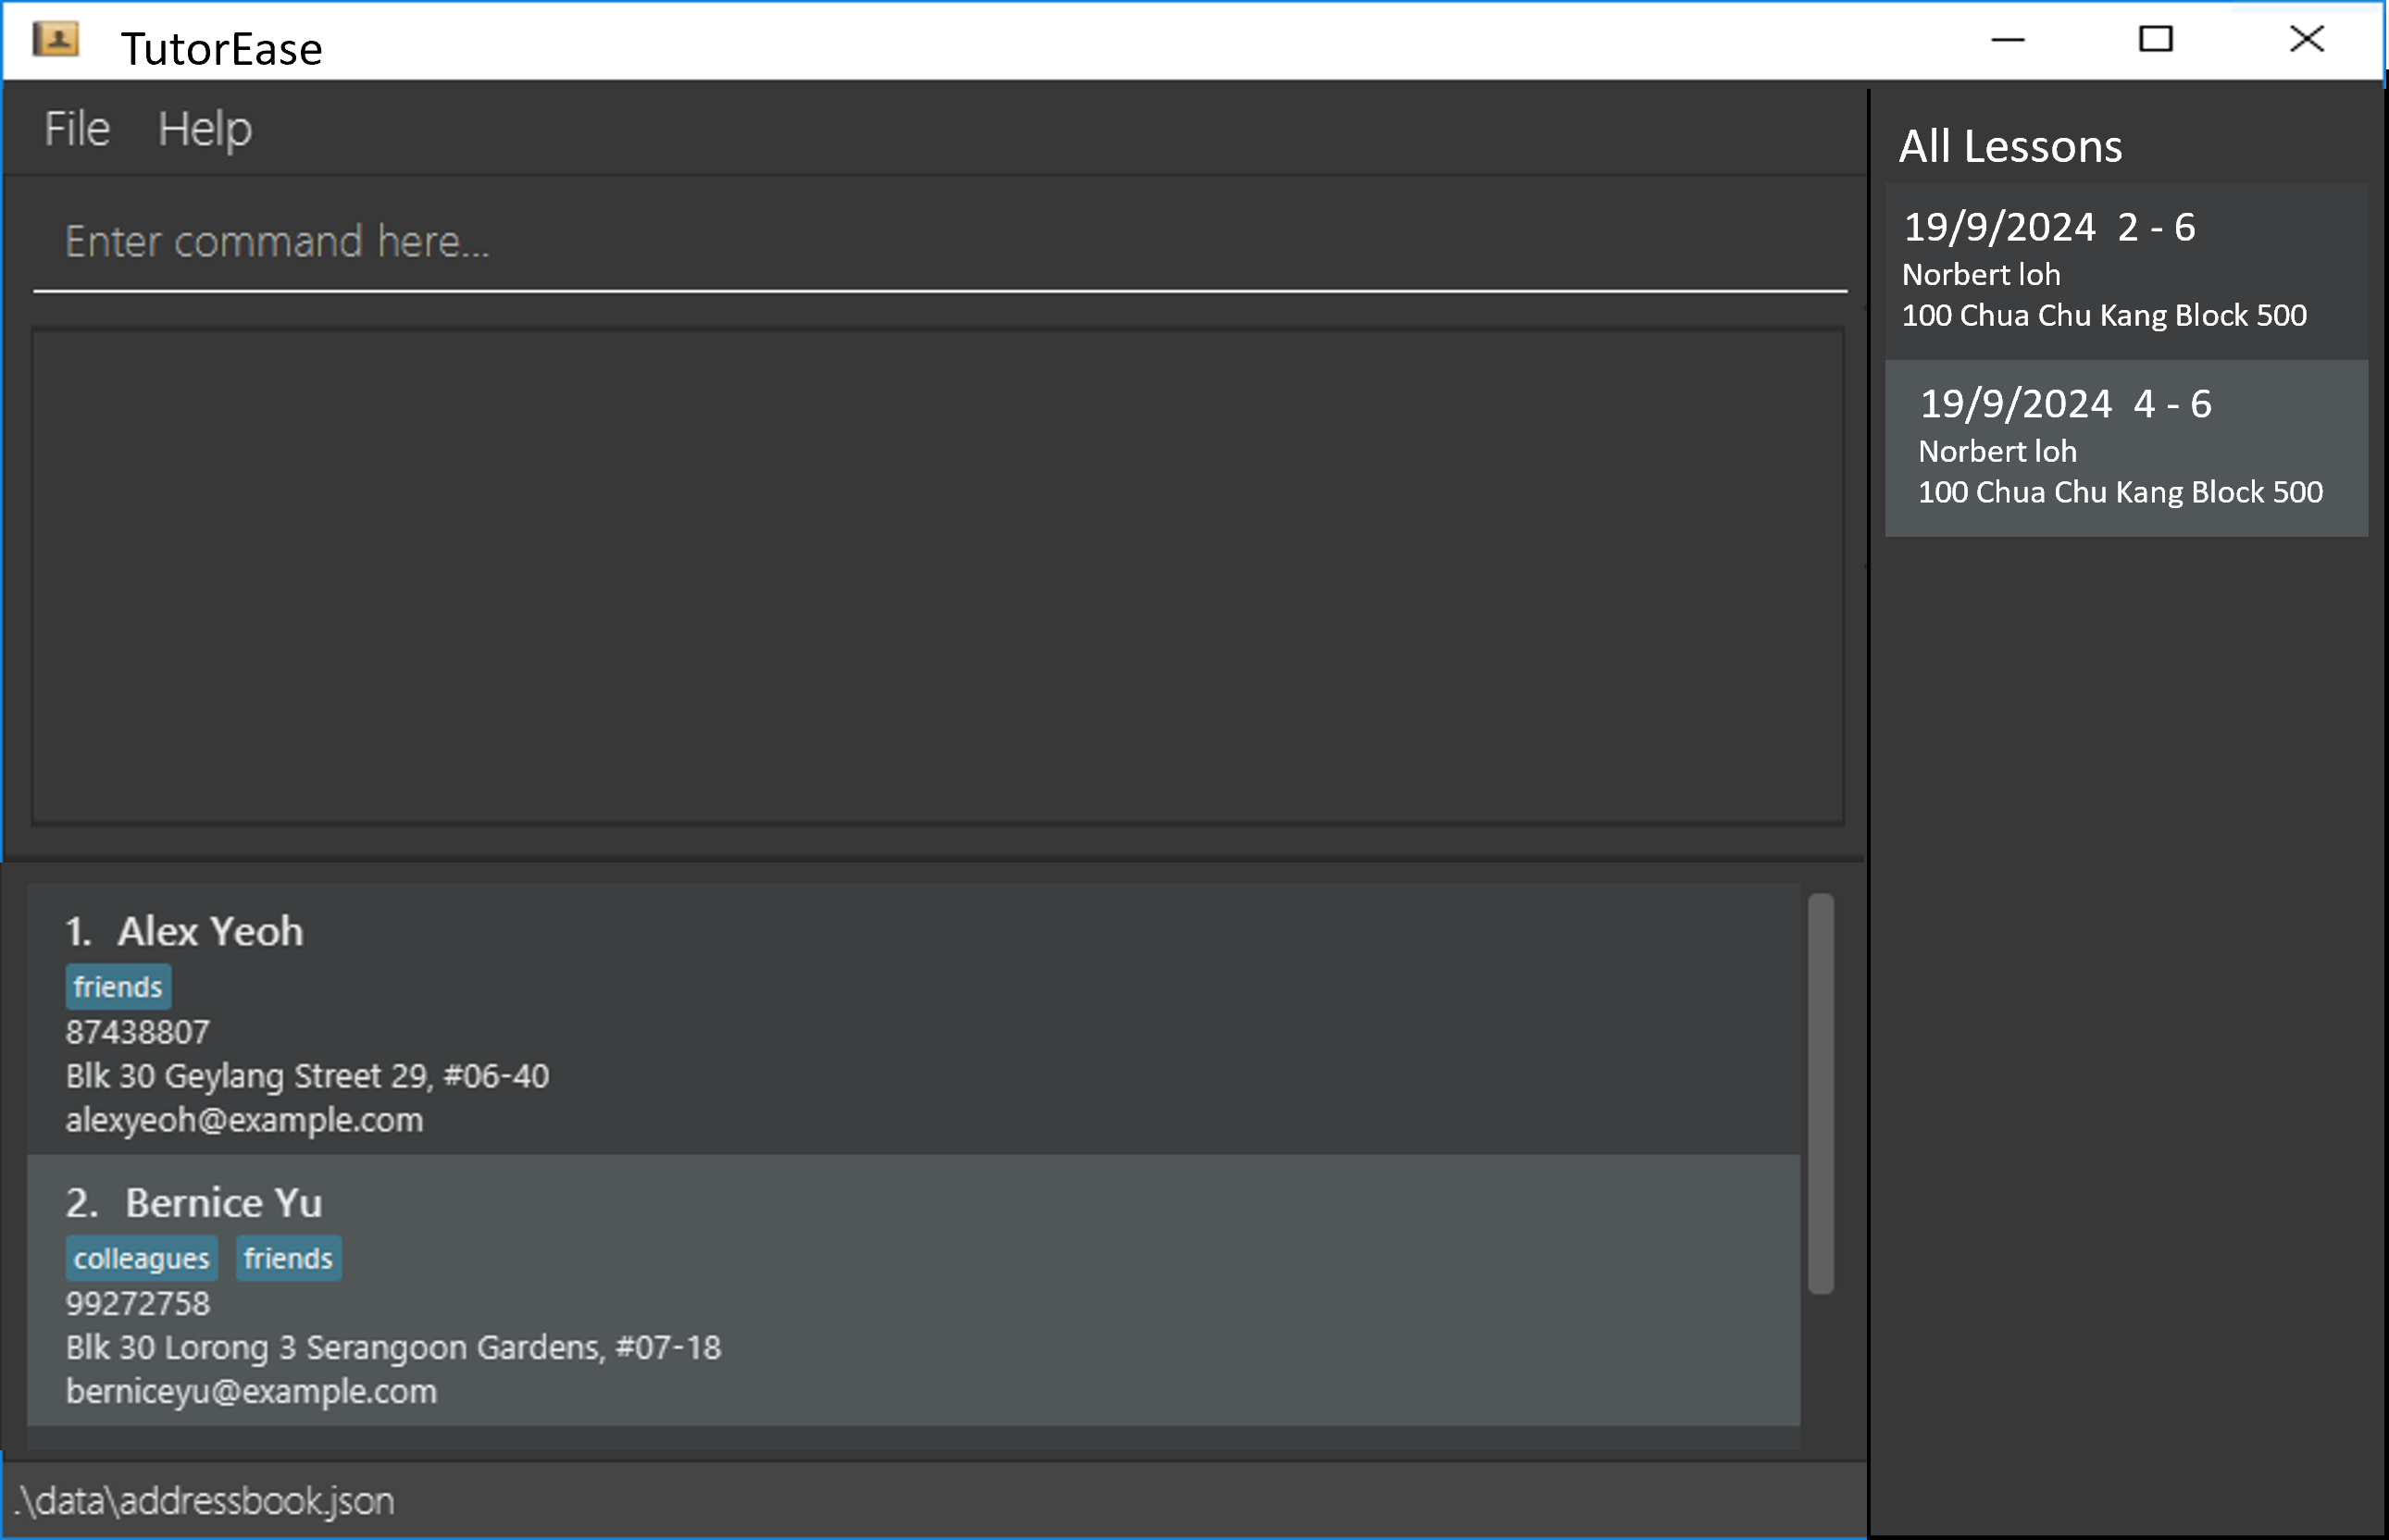 TutorEase
File Help
Enter command here...
1. Alex Yeoh
friends
87438807
Blk 30 Geylang Street 29, #06-40
alexyeoh@example.com
2. Bernice Yu
colleagues friends
99272758
Blk 30 Lorong 3 Serangoon Gardens, #07-18
berniceyu@example.com
.\data\addressbook.json
All Lessons
19/9/2024 2 - 6
Norbert loh
100 Chua Chu Kang Block 500
19/9/2024 4 - 6
Norbert loh
100 Chua Chu Kang Block 500